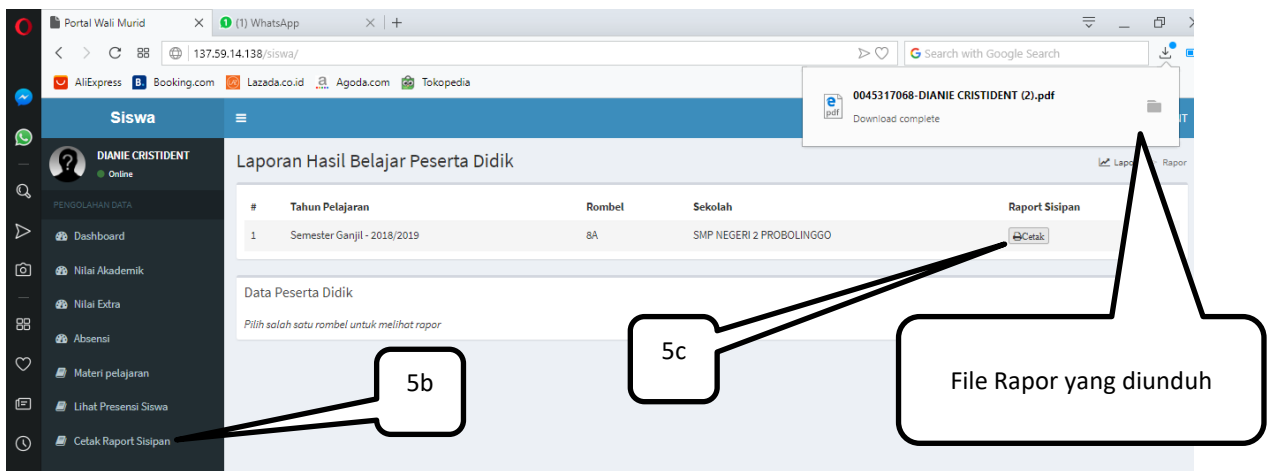 Portal Wali Murid
(1) WhatsApp
137.59.14.138/siswa/
Search with Google Search
AliExpress Booking.com Lazada.co.id Agoda.com Tokopedia
0045317068-DIANIE CRISTIDENT (2).pdf
Download complete
pdf
Siswa
DIANIE CRISTIDENT
Online
Laporan Hasil Belajar Peserta Didik
Rapor
PENGOLAHAN DATA
# Tahun Pelajaran Rombel Sekolah Raport Sisipan
1 Semester Ganjil - 2018/2019 8A SMP NEGERI 2 PROBOLINGGO Cetak
Dashboard
Nilai Akademik
Nilai Extra
Absensi
Materi pelajaran
Lihat Presensi Siswa
Cetak Raport Sisipan
Data Peserta Didik
Pilih salah satu rombel untuk melihat rapor
5b
5c
File Rapor yang diunduh